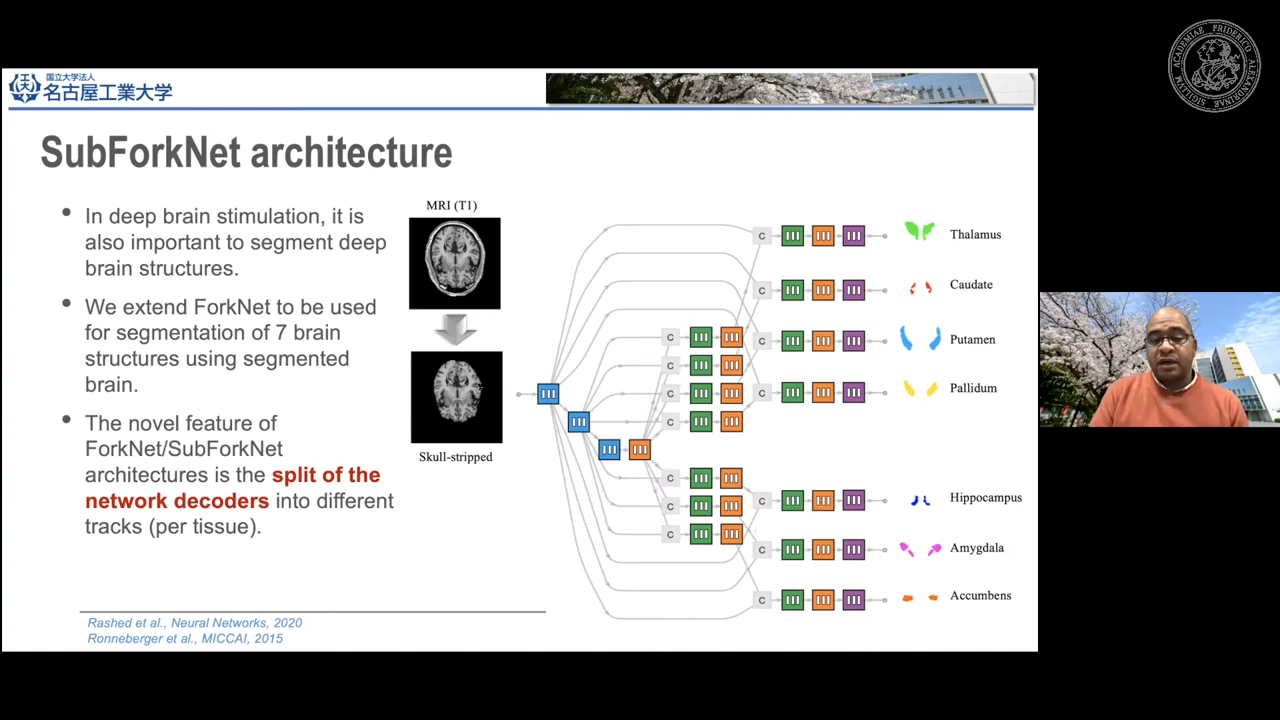 国立大学法人
名古屋工業大学
ACADEMIAE FRIDERICO ALEXANDRINAE SIGILLVM
SubForkNet architecture
• In deep brain stimulation, it is
also important to segment deep
brain structures.
• We extend ForkNet to be used
for segmentation of 7 brain
structures using segmented
brain.
• The novel feature of
ForkNet/SubForkNet
architectures is the split of the
network decoders into different
tracks (per tissue).
Rashed et al., Neural Networks, 2020
Ronneberger et al., MICCAI, 2015
MRI (T1)
Skull-stripped
C
C
C
C
C
C
C
C
C
C
C
C
C
C
Thalamus
Caudate
Putamen
Pallidum
Hippocampus
Amygdala
Accumbens